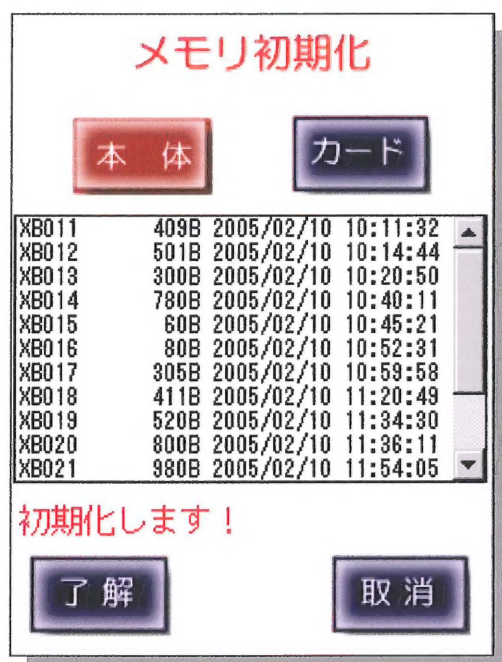 メモリ初期化
本 体 カード
XB011 409B 2005/02/10 10:11:32
XB012 501B 2005/02/10 10:14:44
XB013 300B 2005/02/10 10:20:50
XB014 780B 2005/02/10 10:40:11
XB015 60B 2005/02/10 10:45:21
XB016 80B 2005/02/10 10:52:31
XB017 305B 2005/02/10 10:59:58
XB018 411B 2005/02/10 11:20:49
XB019 520B 2005/02/10 11:34:30
XB020 800B 2005/02/10 11:36:11
XB021 980B 2005/02/10 11:54:05
初期化します！
了 解 取 消